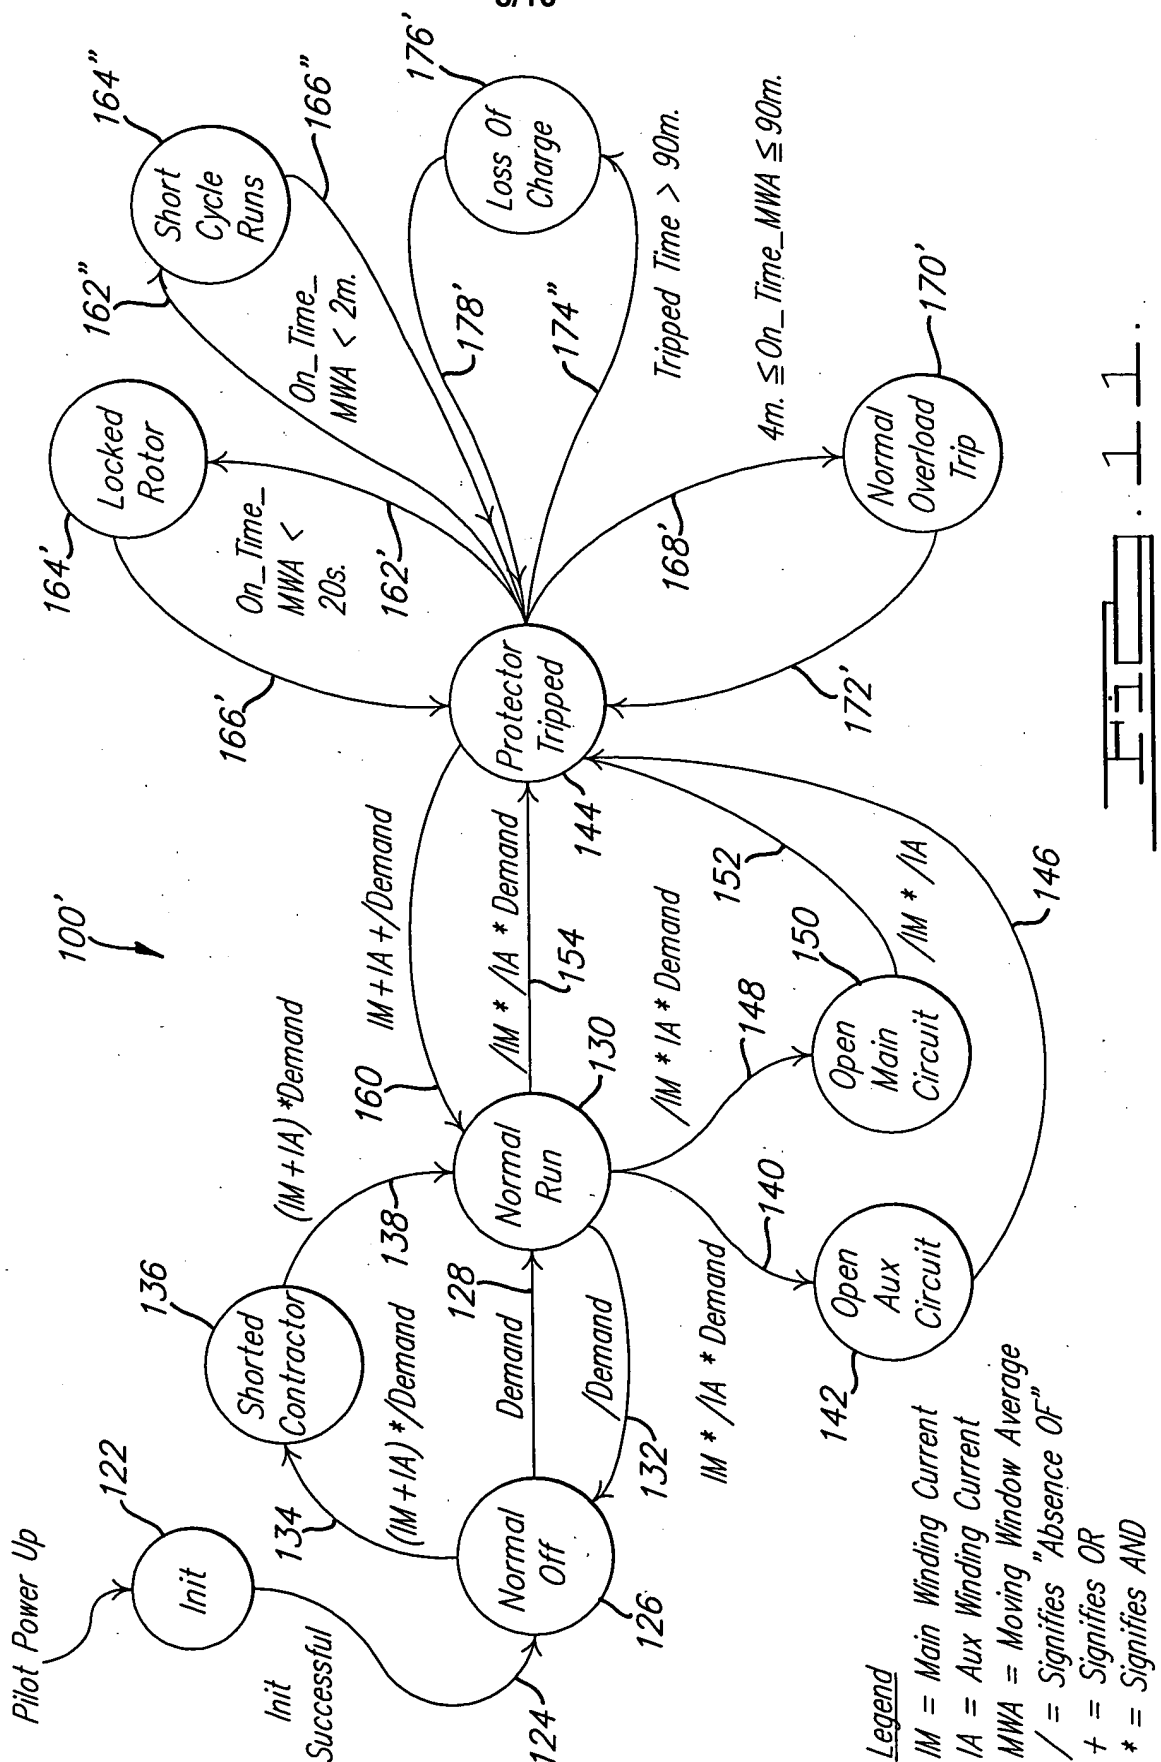 100'
Pilot Power Up
122
Init
Init
Successful
124
Normal
Off
126
134
(IM + IA) */Demand
Shorted
Contractor
136
(IM + IA) *Demand
138
Demand
128
/Demand
132
Normal
Run
130
IM * /IA * Demand
140
Open
Aux
Circuit
142
/IM * IA * Demand
148
Open
Main
Circuit
150
/IM * /IA * Demand
154
IM + IA +/Demand
160
Protector
Tripped
144
152
/IM * /IA
146
166'
Locked
Rotor
164'
On_Time_
MWA <
20s.
162'
162"
Short
Cycle
Runs
164"
166"
On_Time_
MWA < 2m.
Loss Of
Charge
176'
178'
174"
Tripped Time > 90m.
4m. ≦On_Time_MWA ≦ 90m.
168'
Normal
Overload
Trip
170'
172'
Legend
IM = Main Winding Current
IA = Aux Winding Current
MWA = Moving Window Average
/ = Signifies "Absence OF"
+ = Signifies OR
* = Signifies AND